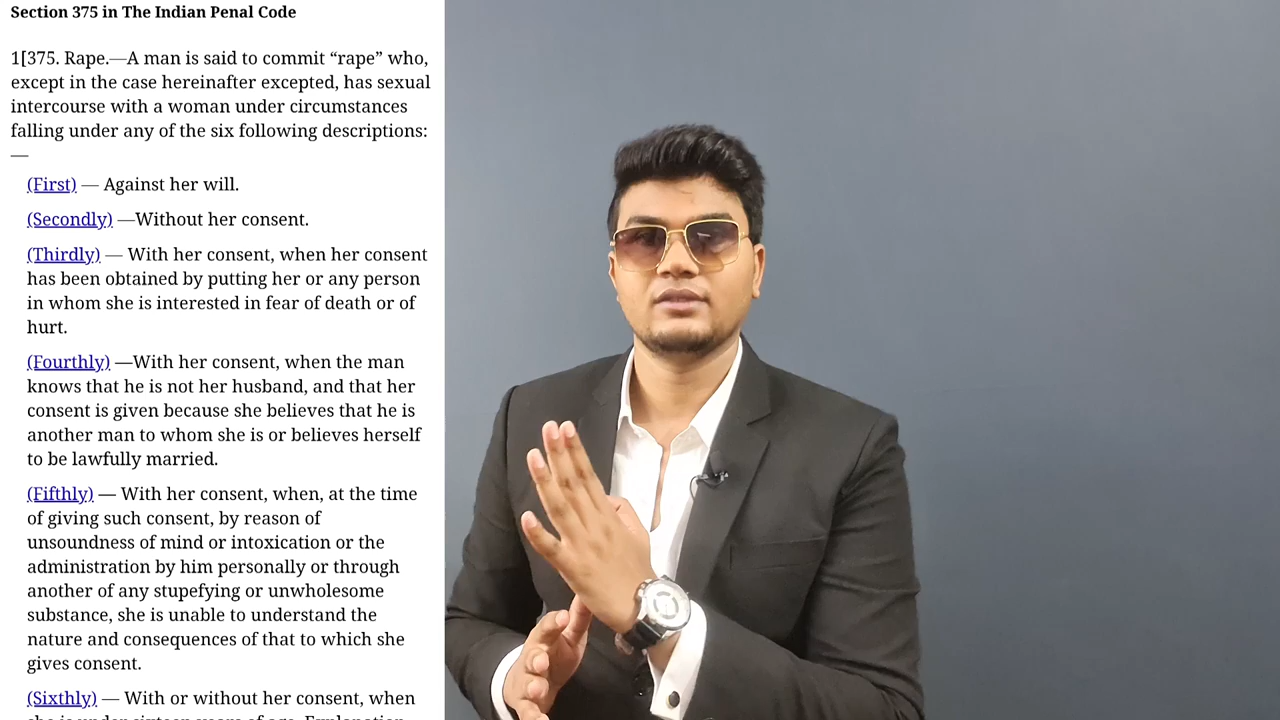 Section 375 in The Indian Penal Code
1[375. Rape.—A man is said to commit “rape” who,
except in the case hereinafter excepted, has sexual
intercourse with a woman under circumstances
falling under any of the six following descriptions:
—
(First) — Against her will.
(Secondly) —Without her consent.
(Thirdly) — With her consent, when her consent
has been obtained by putting her or any person
in whom she is interested in fear of death or of
hurt.
(Fourthly) —With her consent, when the man
knows that he is not her husband, and that her
consent is given because she believes that he is
another man to whom she is or believes herself
to be lawfully married.
(Fifthly) — With her consent, when, at the time
of giving such consent, by reason of
unsoundness of mind or intoxication or the
administration by him personally or through
another of any stupefying or unwholesome
substance, she is unable to understand the
nature and consequences of that to which she
gives consent.
(Sixthly) — With or without her consent, when
she is under sixteen years of age. Explanation